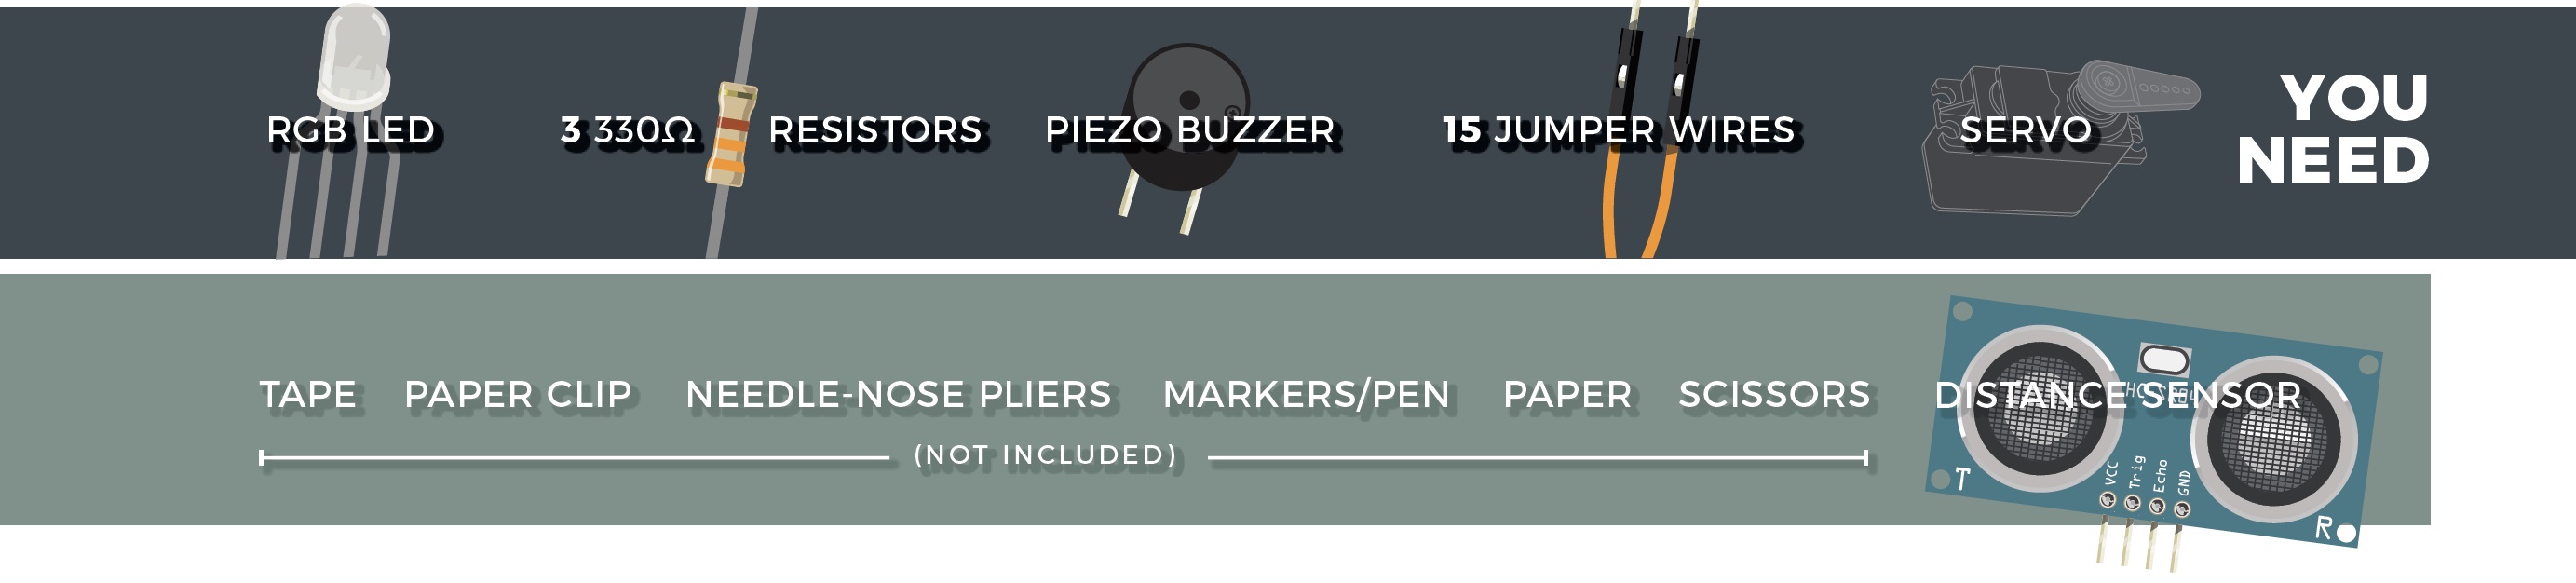 RGB LED
3 330Ω RESISTORS
PIEZO BUZZER
15 JUMPER WIRES
SERVO
YOU
NEED
TAPE
PAPER CLIP
NEEDLE-NOSE PLIERS
MARKERS/PEN
PAPER
SCISSORS
(NOT INCLUDED)
DISTANCE SENSOR
T
VCC
Trig
Echo
GND
R